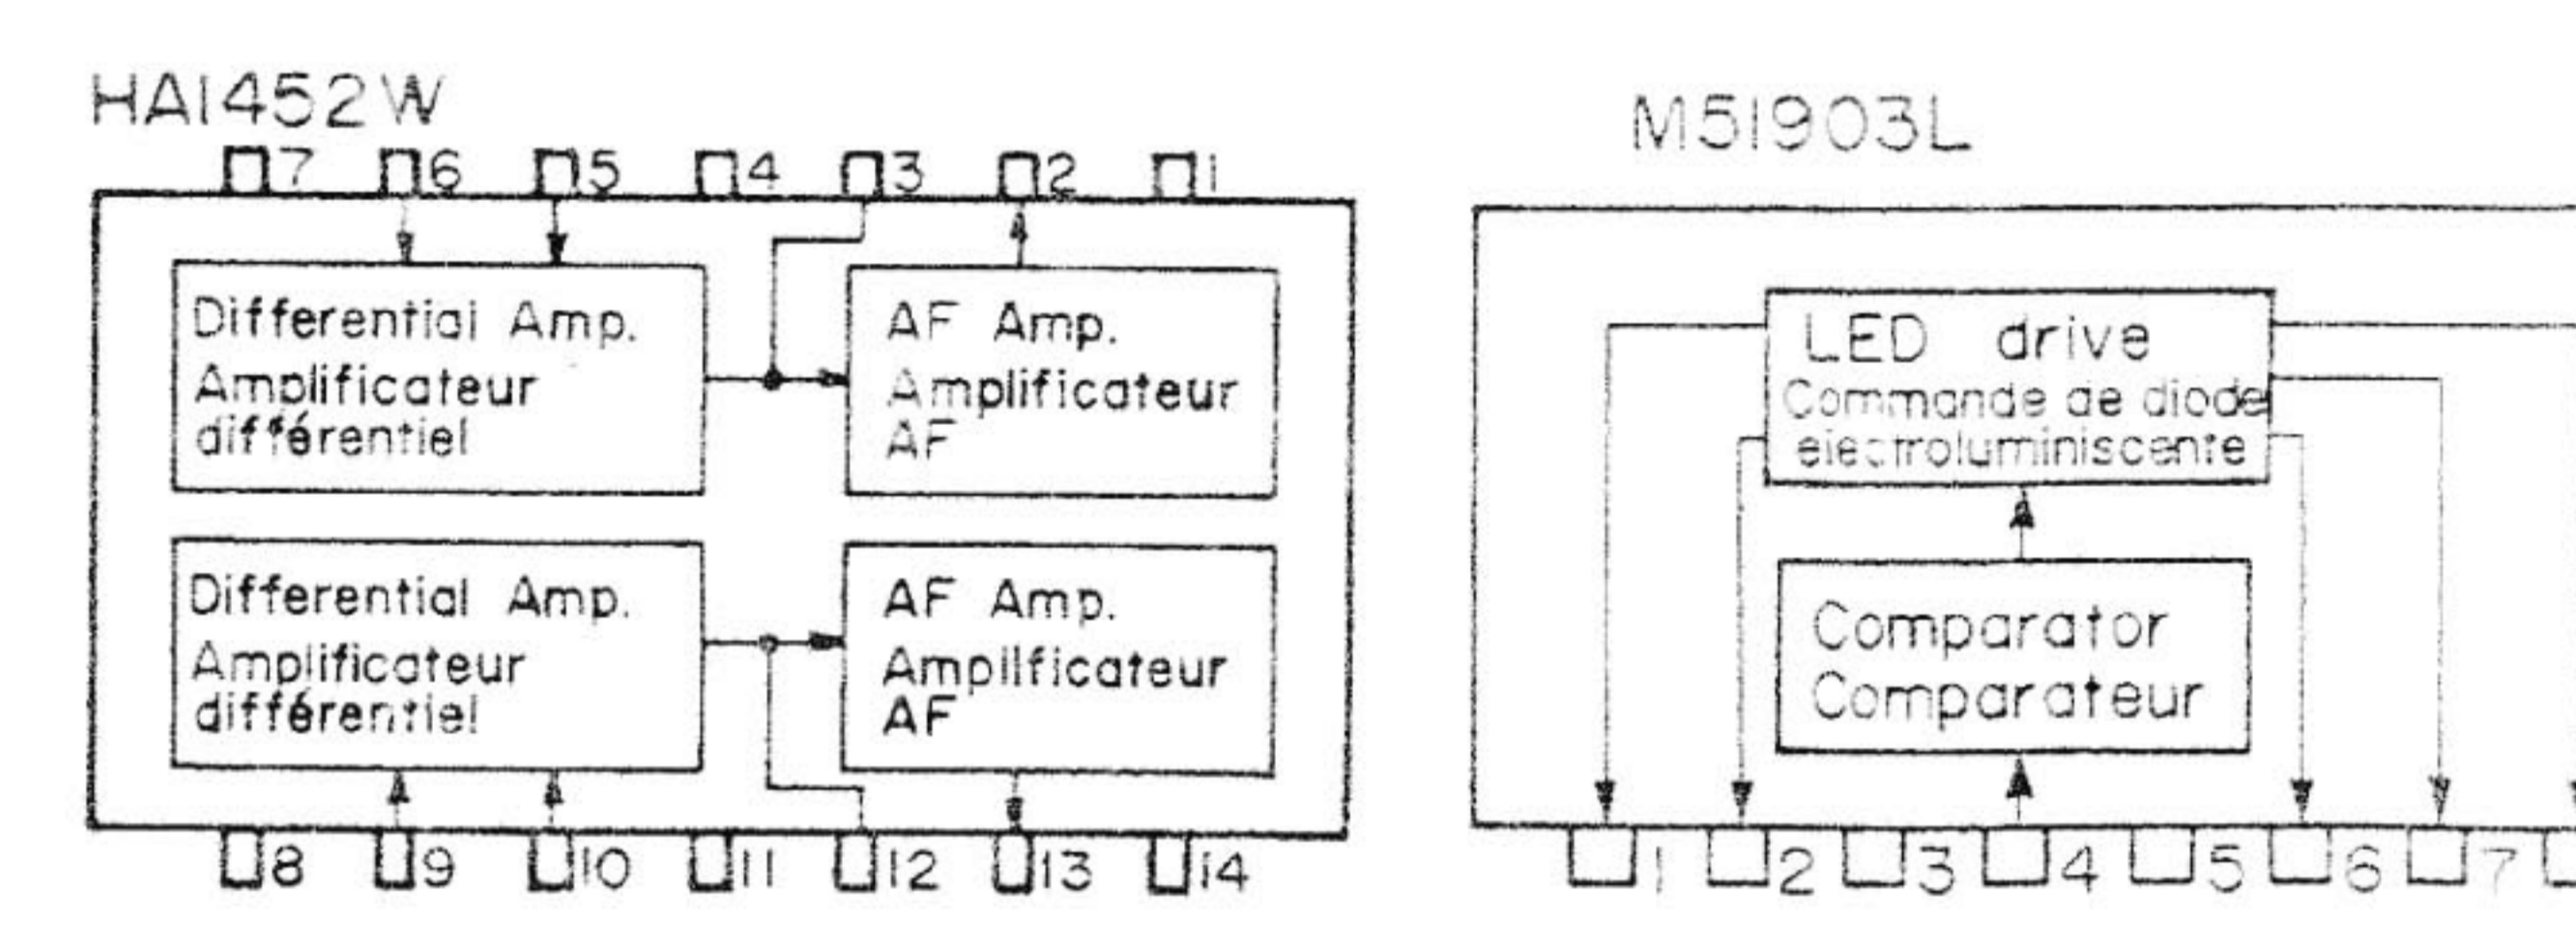 HA1452W
7 6 5 4 3 2 1
Differential Amp.
Amplificateur
différentiel
AF Amp.
Amplificateur
AF
Differential Amp.
Amplificateur
différentiel
AF Amp.
Ampilficateur
AF
8 9 10 11 12 13 14
M51903L
LED drive
Commande de diode
electroluminiscente
Comparator
Comparateur
1 2 3 4 5 6 7